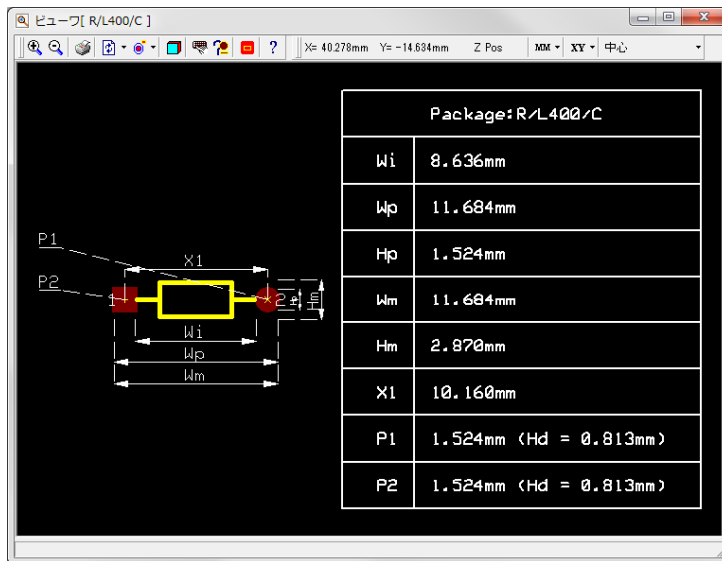 ビューワ[ R/L400/C ]
? X= 40.278mm Y= -14.634mm Z Pos MM XY 中心
Package:R/L400/C
Wi 8.636mm
Wp 11.684mm
Hp 1.524mm
Wm 11.684mm
Hm 2.870mm
X1 10.160mm
P1 1.524mm (Hd = 0.813mm)
P2 1.524mm (Hd = 0.813mm)
P1
X1
P2
1
2
Hp
Hm
Wi
Wp
Wm